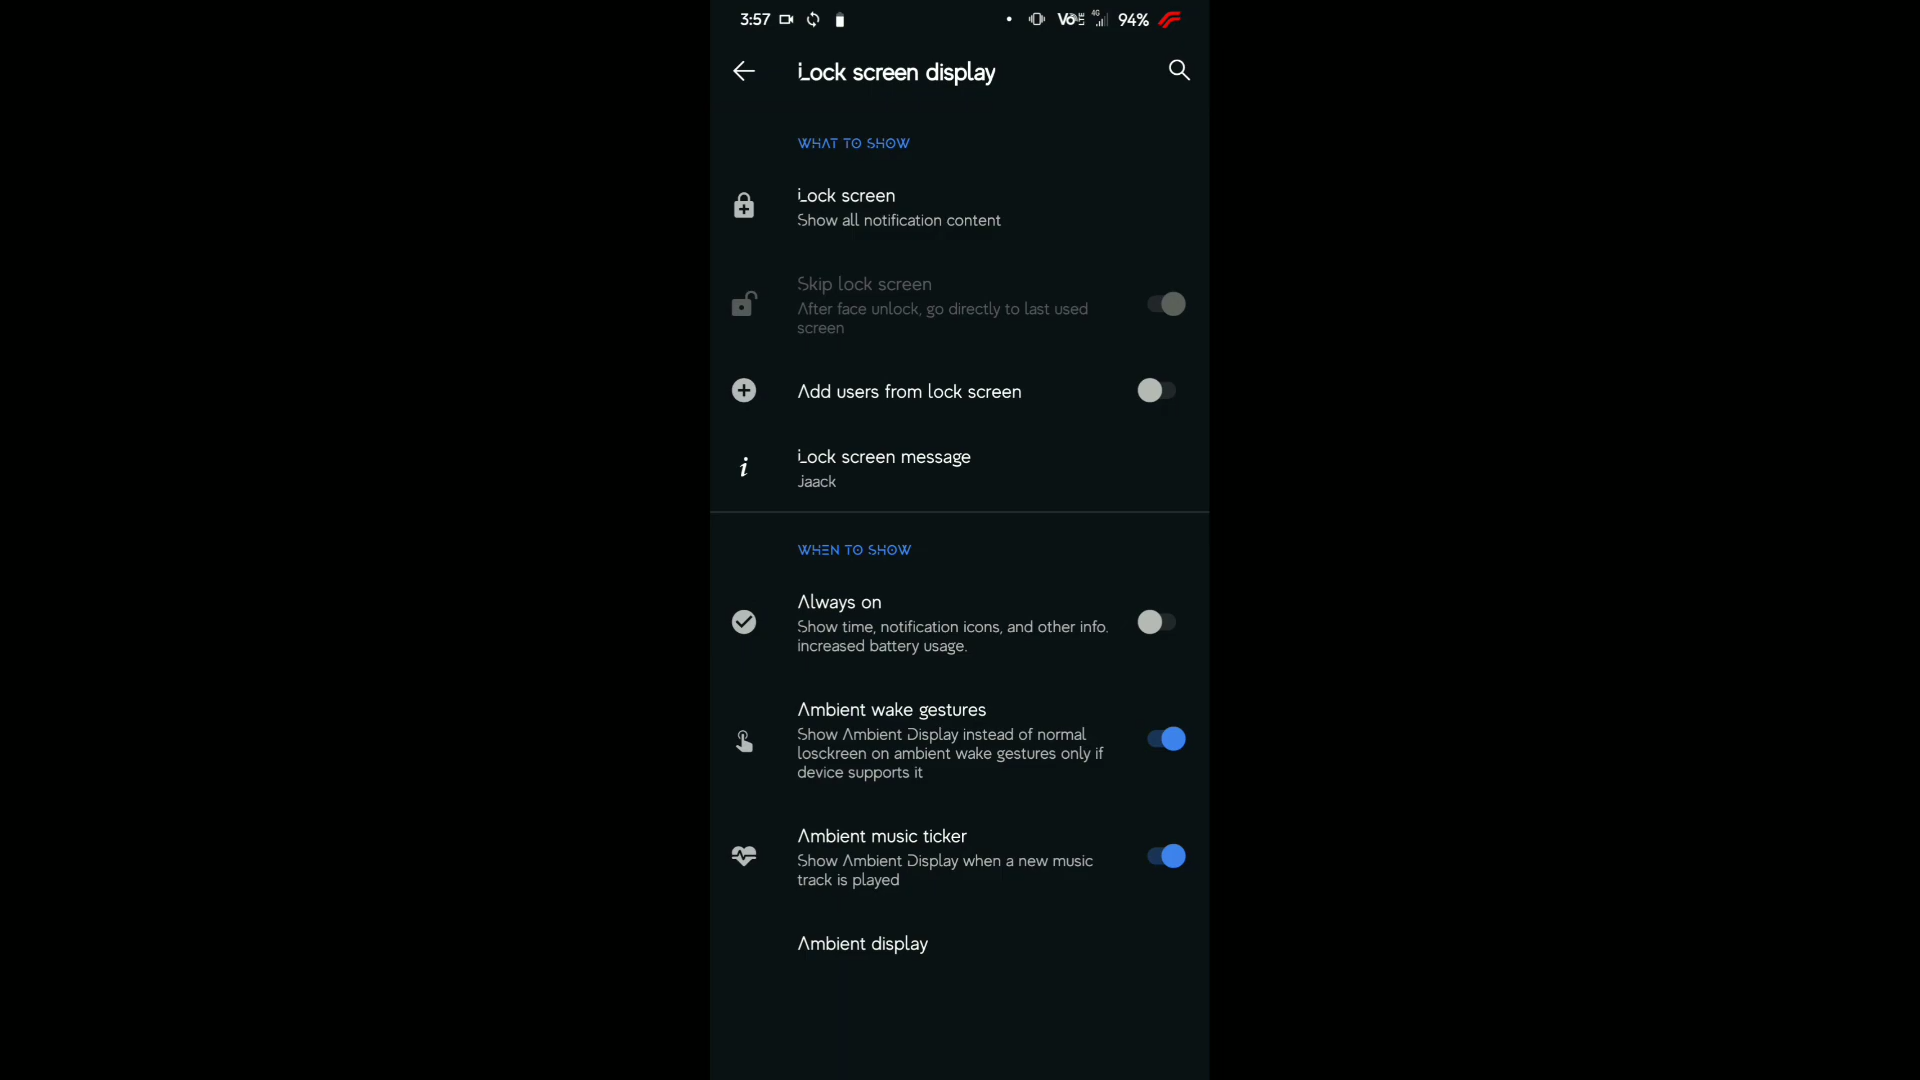 3:57 VoLTE 4G 94%
Lock screen display
WHAT TO SHOW
Lock screen
Show all notification content
Skip lock screen
After face unlock, go directly to last used
screen
Add users from lock screen
Lock screen message
Jaack
WHEN TO SHOW
Always on
Show time, notification icons, and other info.
Increased battery usage.
Ambient wake gestures
Show Ambient Display instead of normal
losckreen on ambient wake gestures only if
device supports it
Ambient music ticker
Show Ambient Display when a new music
track is played
Ambient display